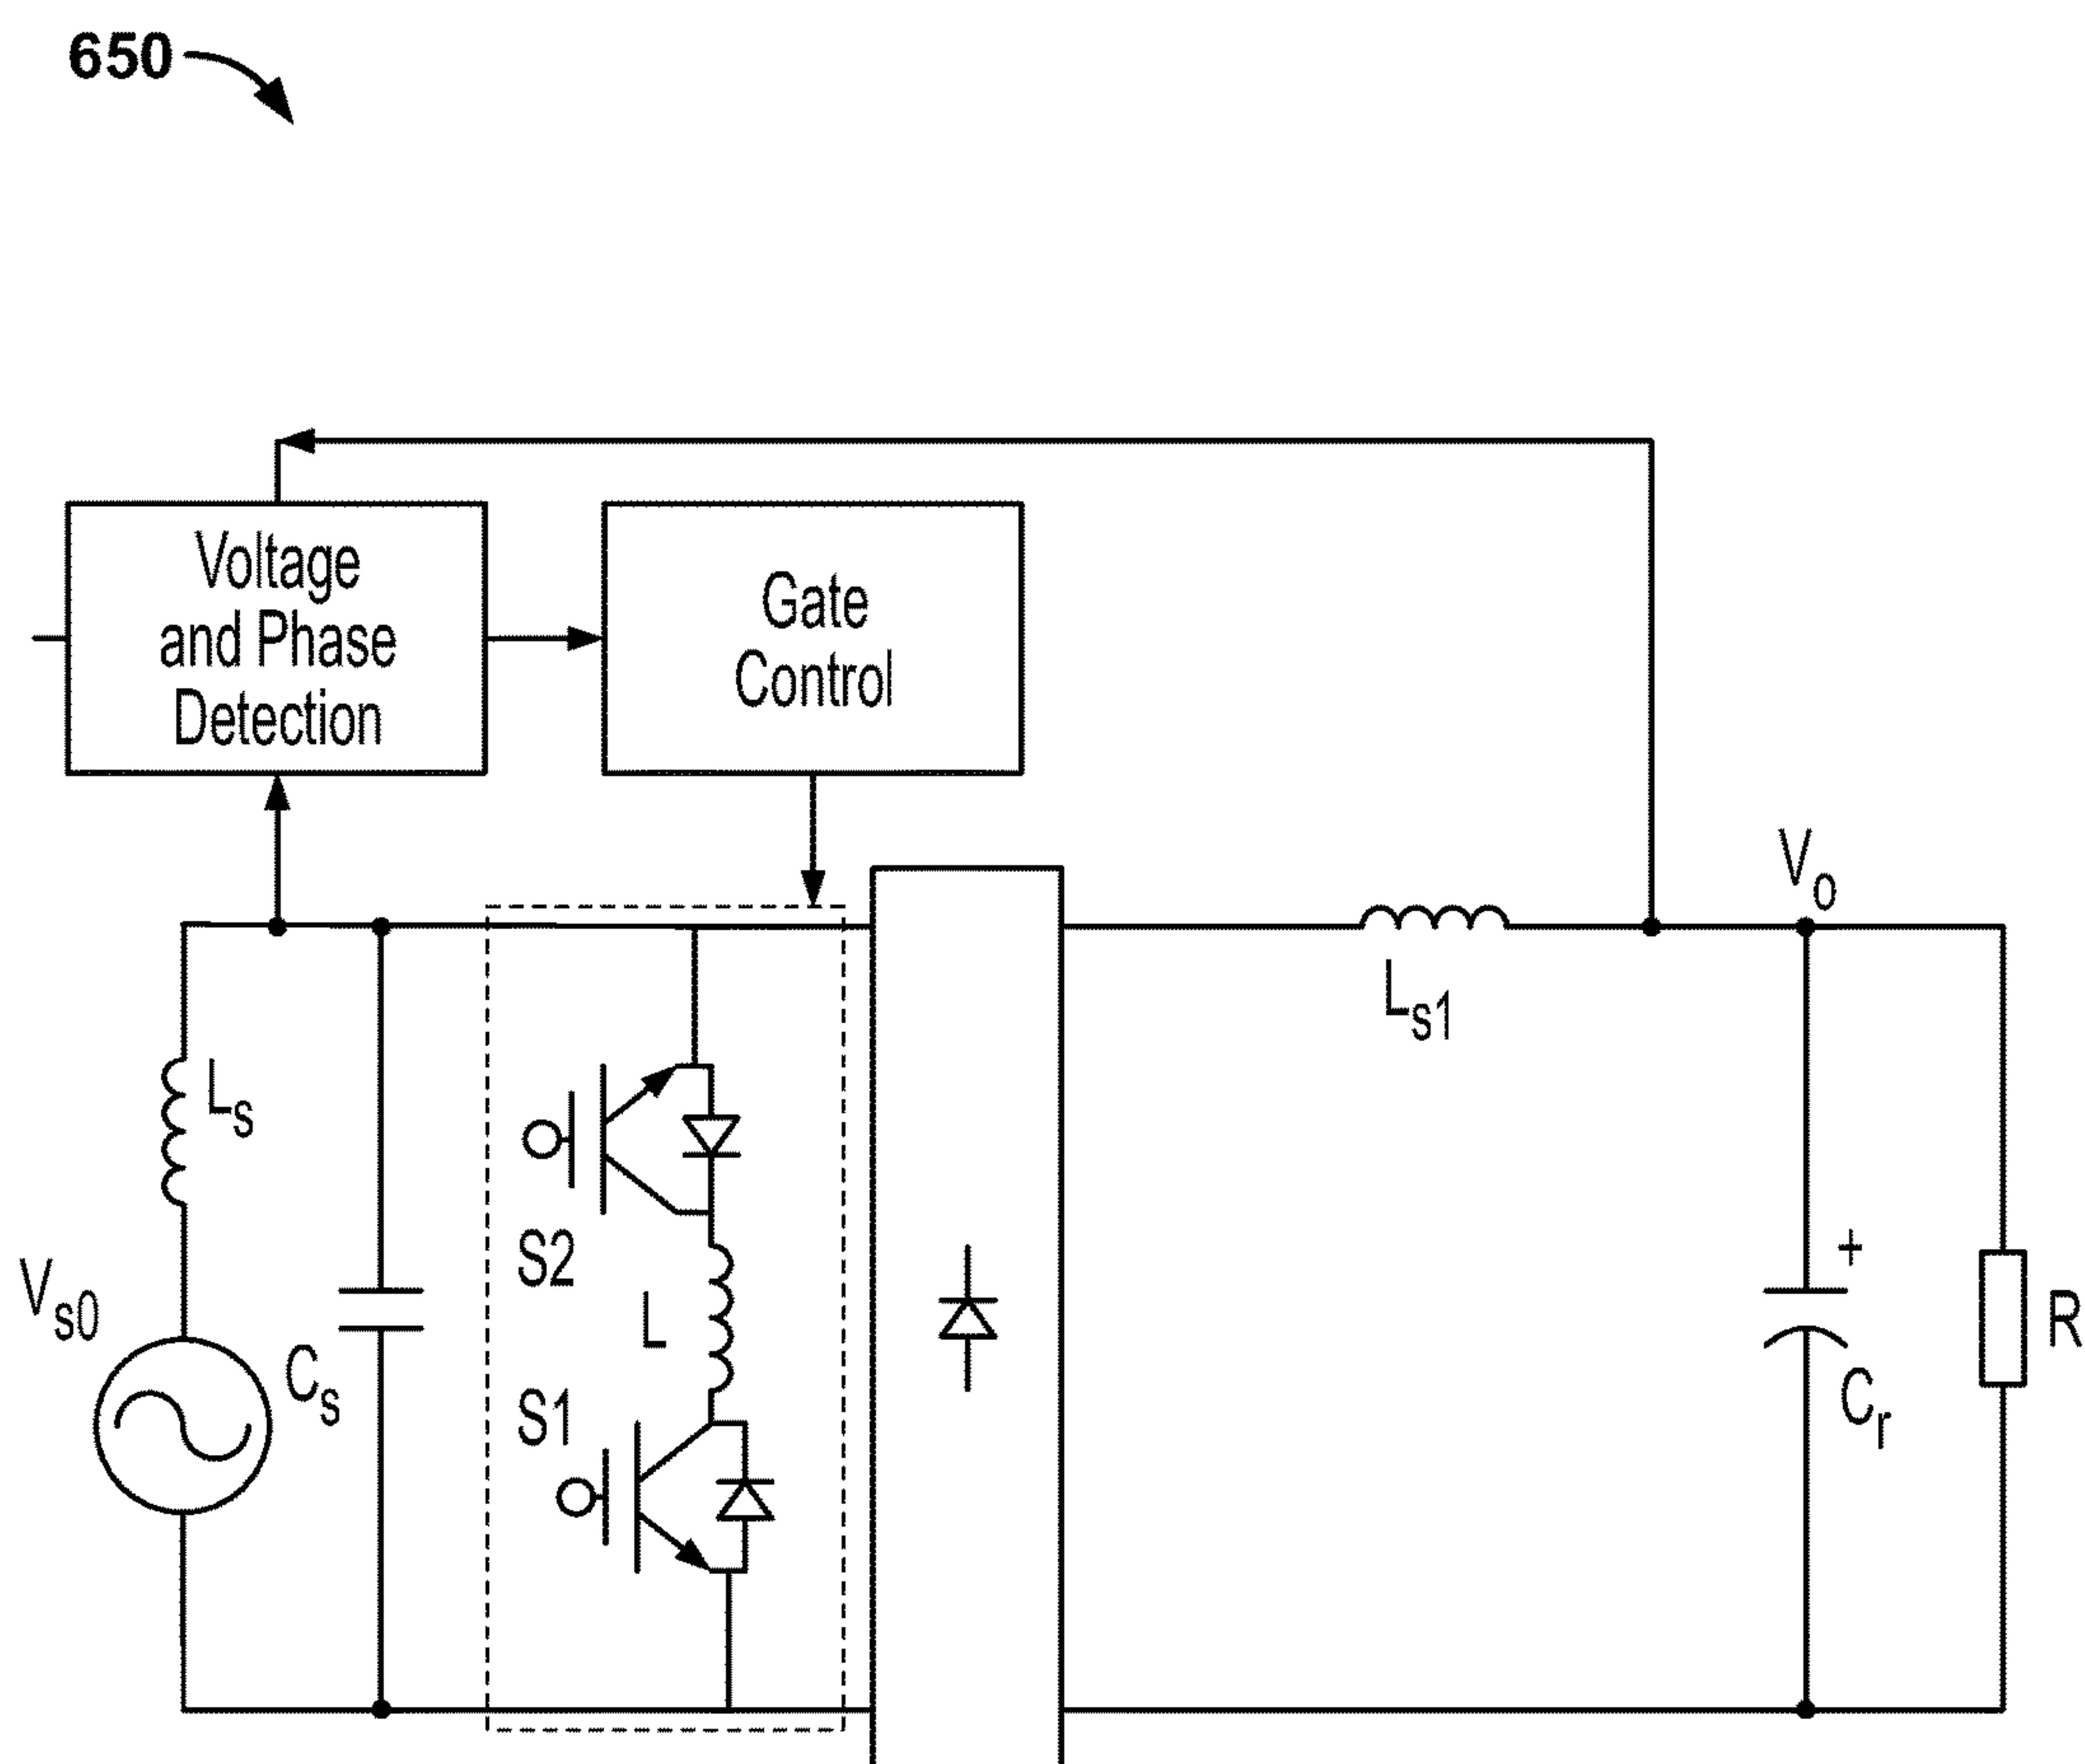 650
Voltage
and Phase
Detection
Gate
Control
Vo
Ls1
Ls
S2
Vs0
L
+
Cs
R
S1
Cr